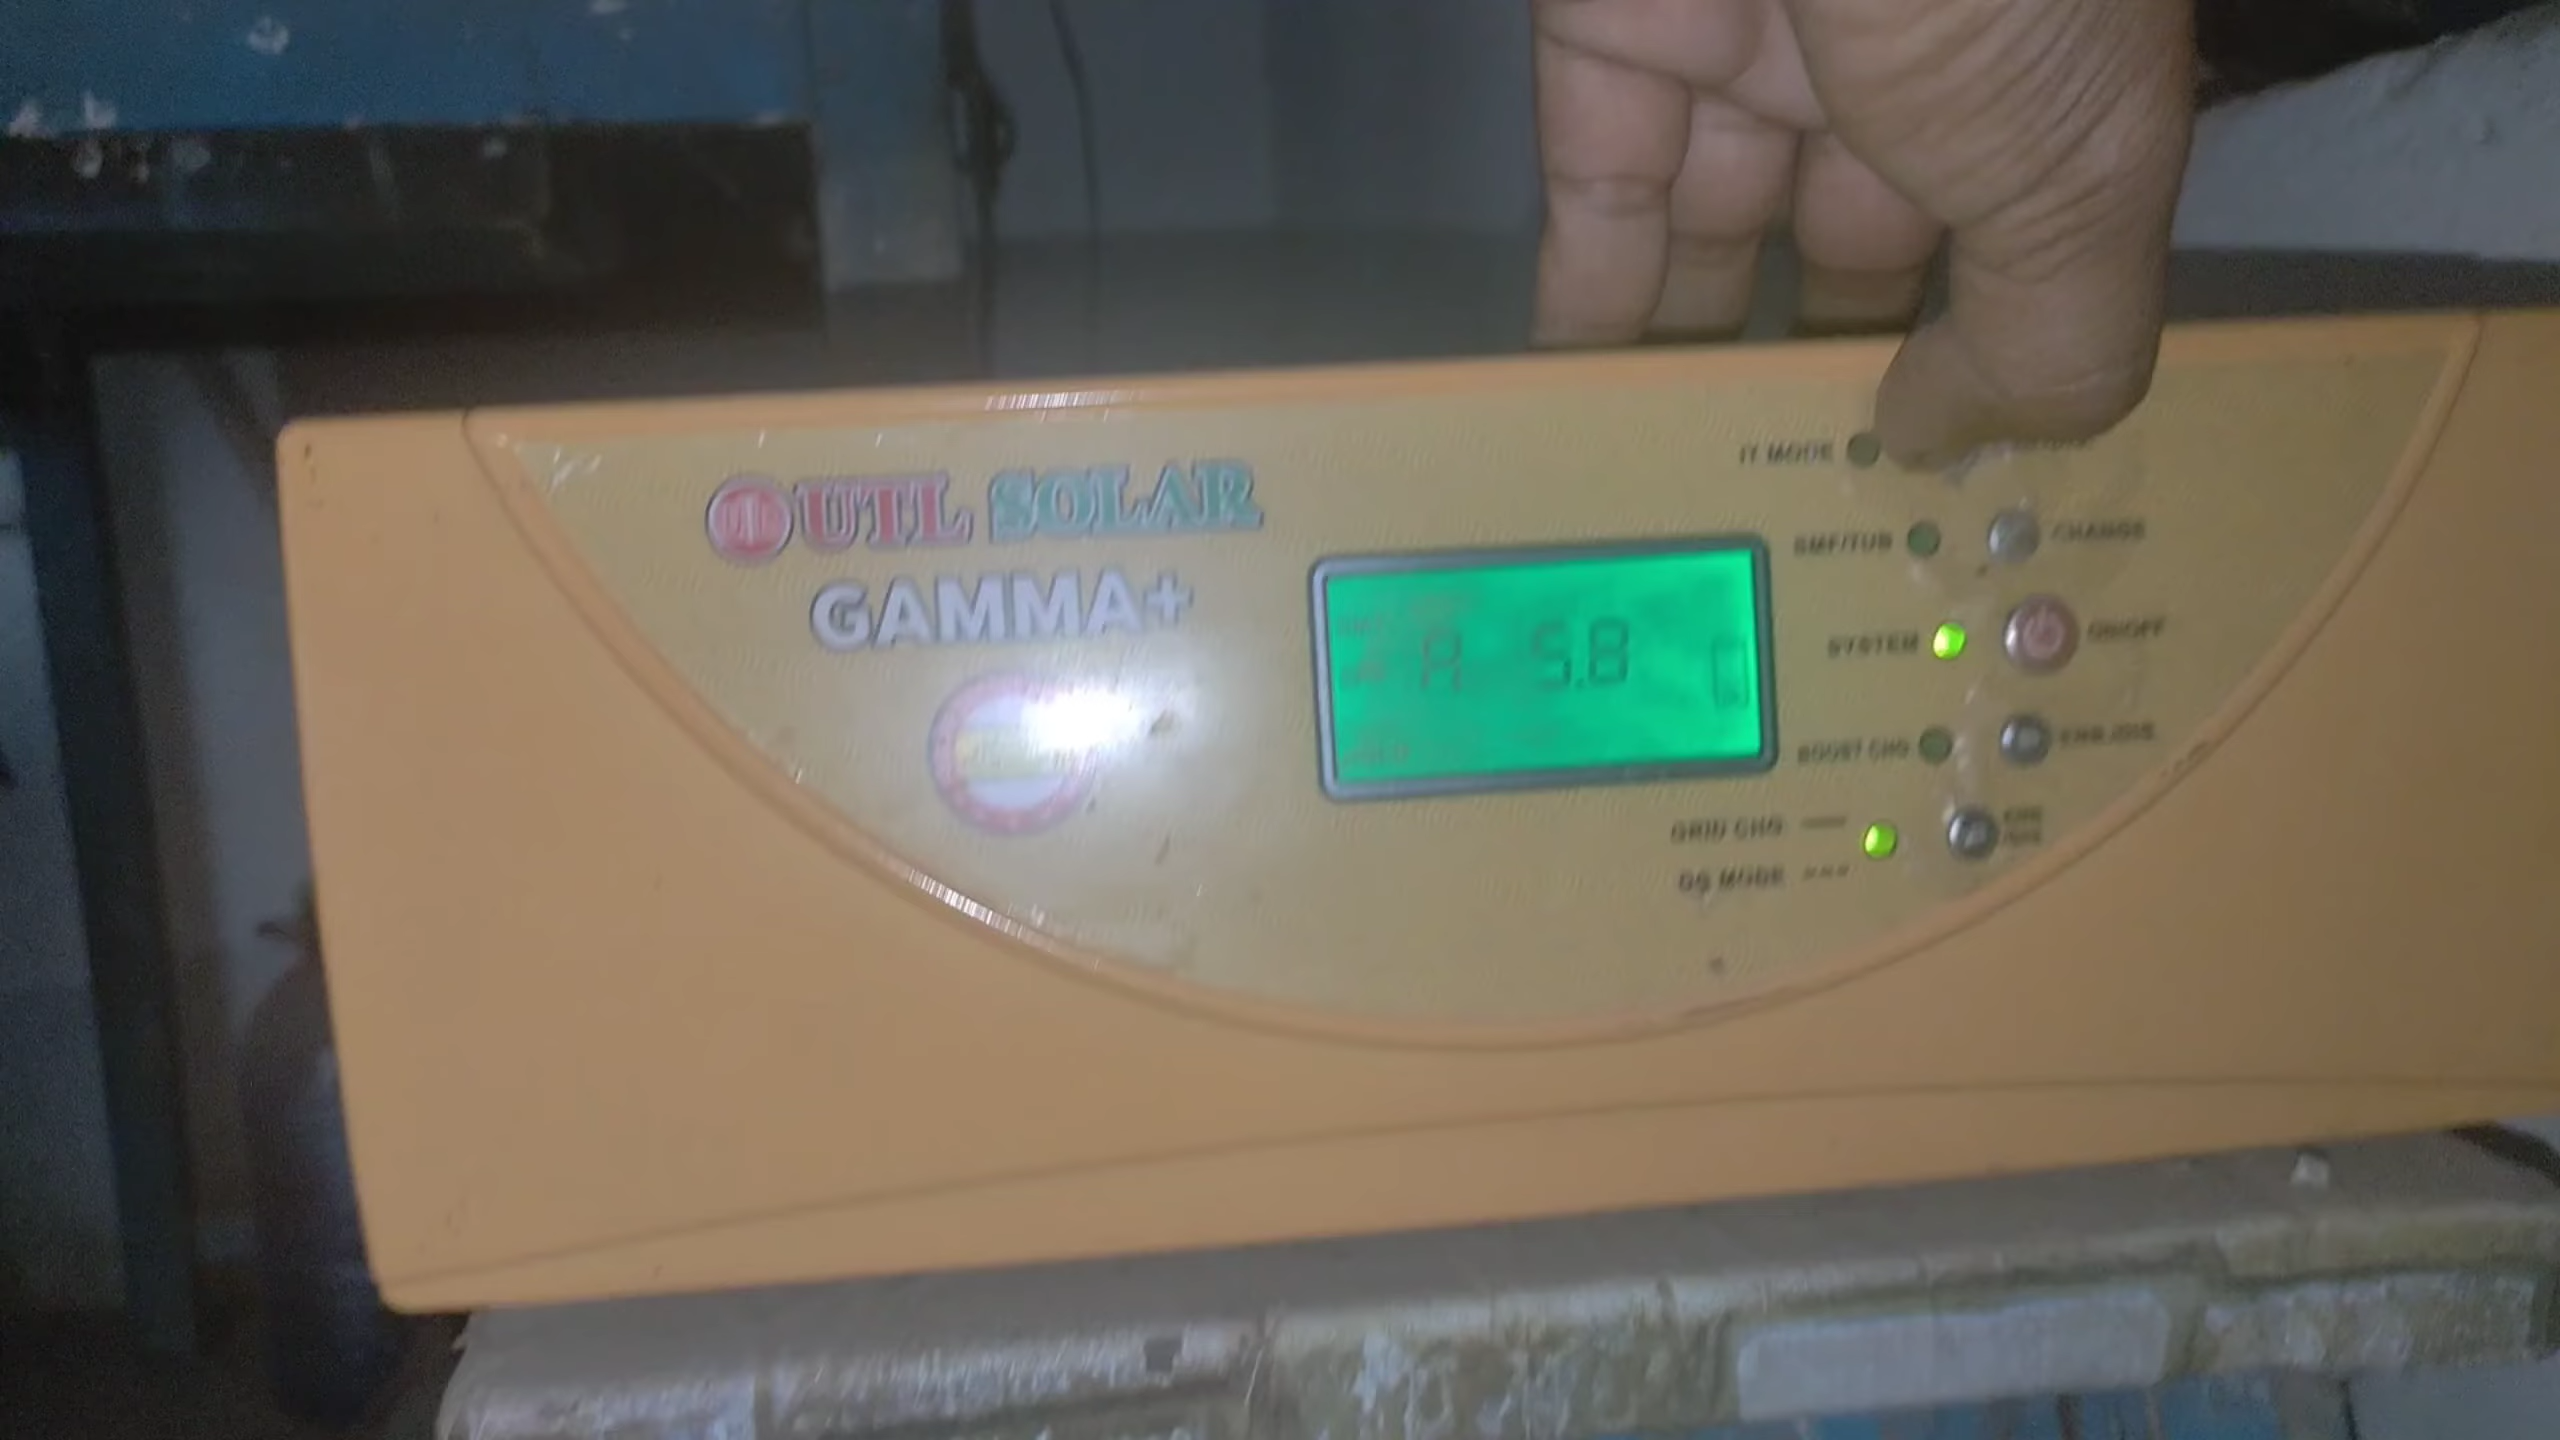 UTL SOLAR
GAMMA+
A 5.8
IT MODE
SMF/TUB
CHANGE
SYSTEM
ON/OFF
BOOST CHG
GRID CHG
DG MODE